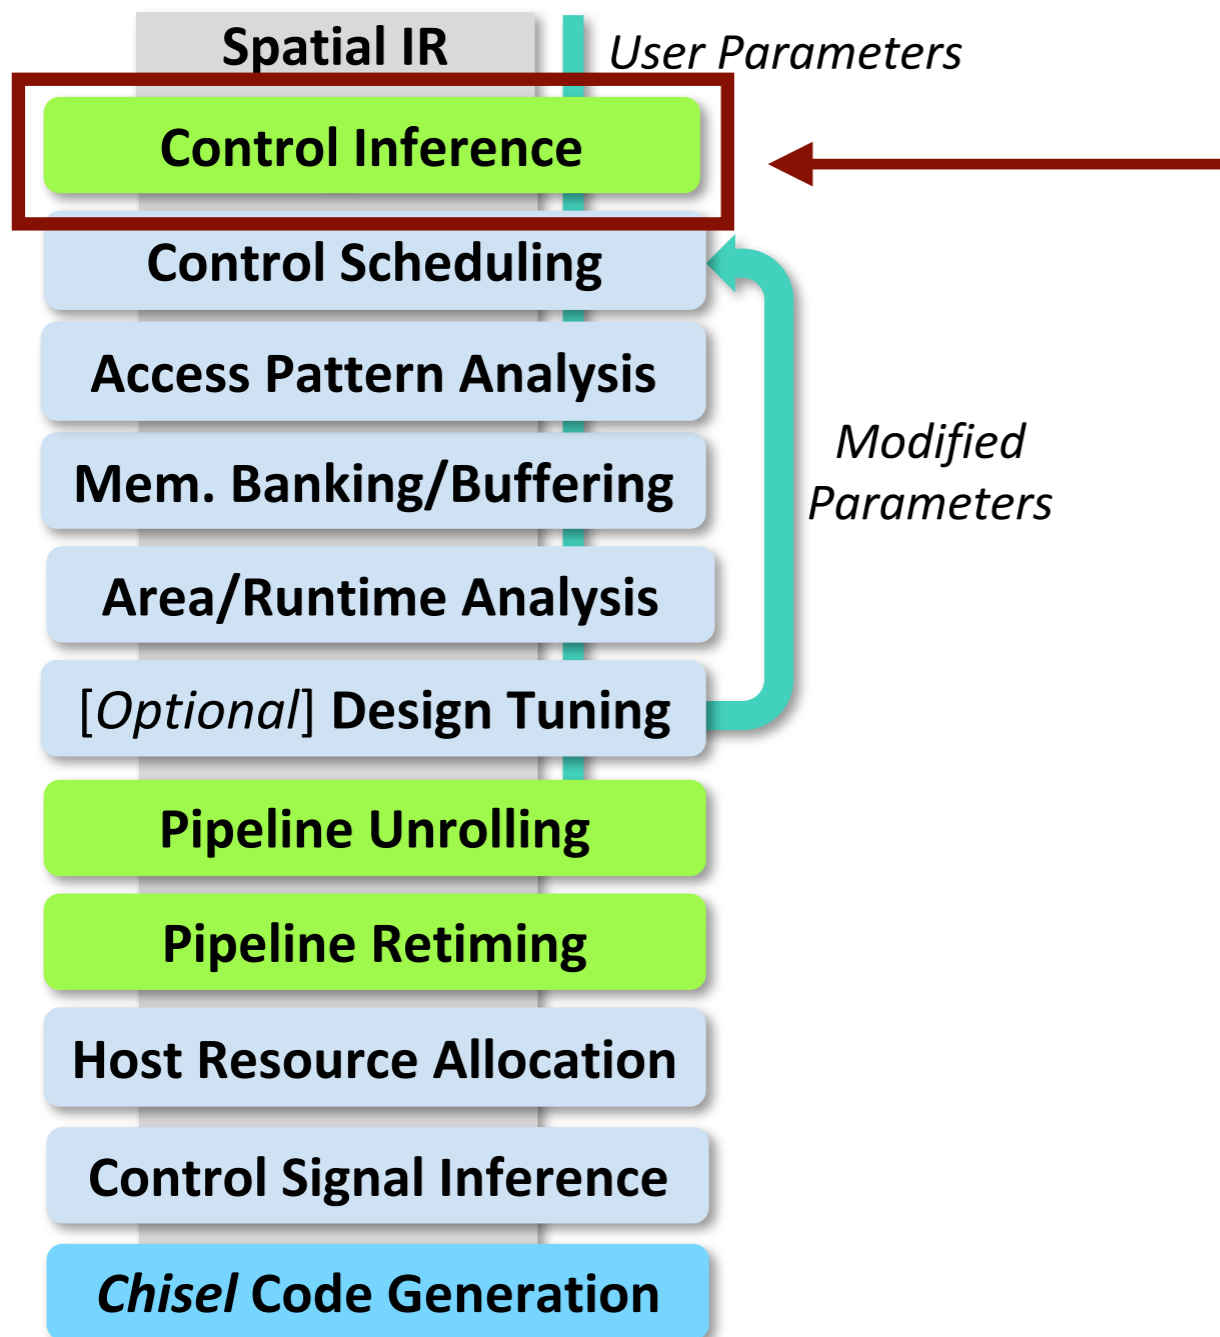 Spatial IR
User Parameters
Control Inference
Control Scheduling
Access Pattern Analysis
Modified
Parameters
Mem. Banking/Buffering
Area/Runtime Analysis
[Optional] Design Tuning
Pipeline Unrolling
Pipeline Retiming
Host Resource Allocation
Control Signal Inference
Chisel Code Generation